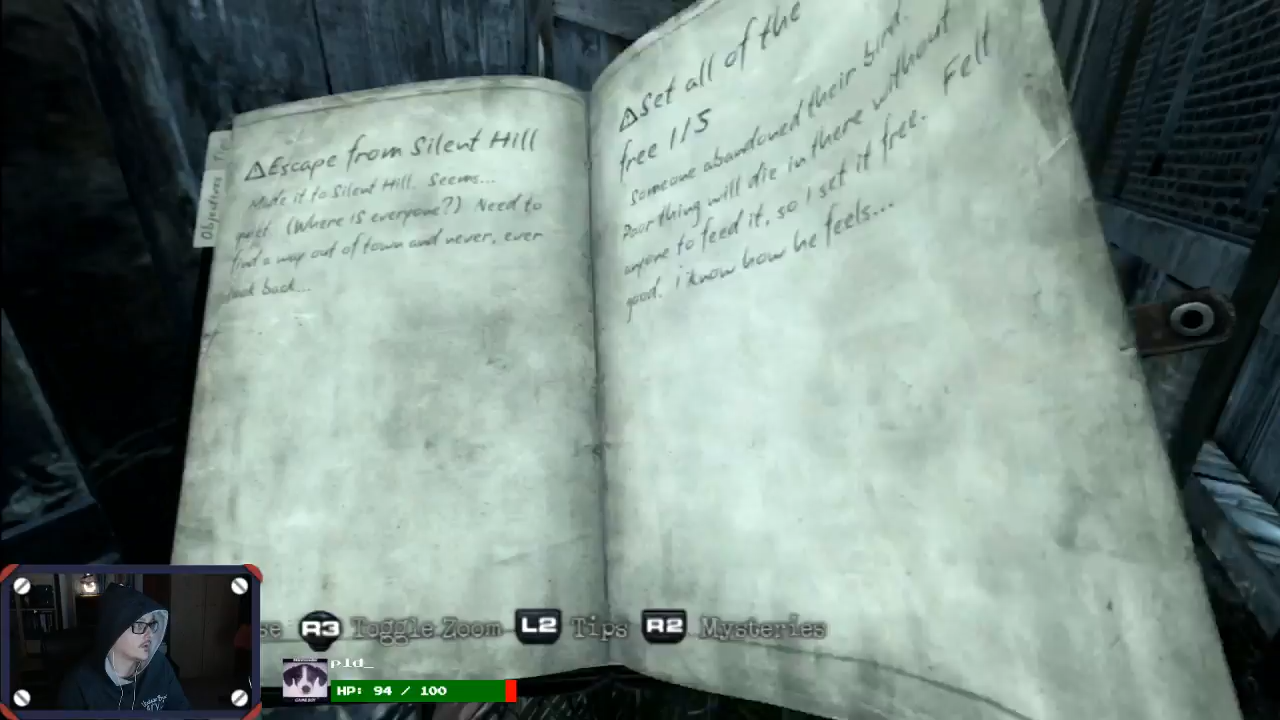 Objectives
△Escape from Silent Hill
Made it to Silent Hill. Seems...
quiet. (Where is everyone?) Need to
find a way out of town and never, ever
look back...
△Set all of the
free 1/5
Someone abandoned their bird.
Poor thing will die in there without
anyone to feed it, so I set it free. Felt
good. i know how he feels...
se R3 Toggle Zoom L2 Tips R2 Mysteries
pld_
HP: 94 / 100